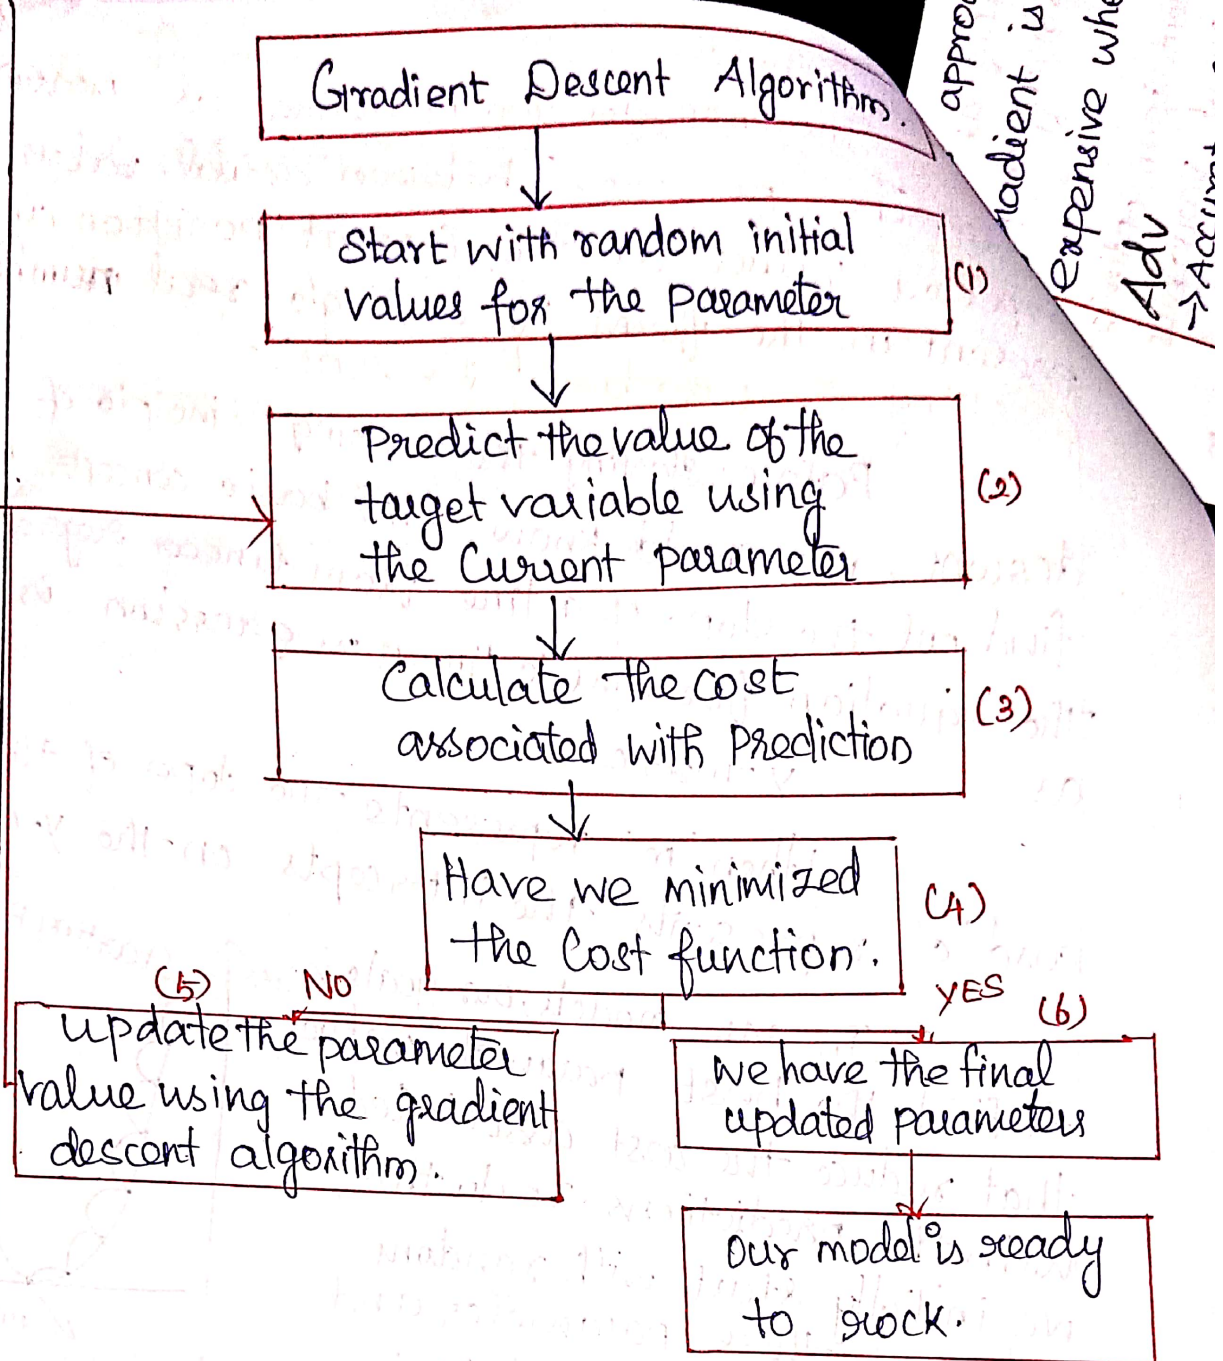 Gradient Descent Algorithm.
Start with random initial
values for the parameter
(1)
Predict the value of the
target variable using
the current parameter
(2)
Calculate the cost
associated with prediction
(3)
Have we minimized
the cost function.
(4)
(5)
NO
YES
(6)
update the parameter
value using the gradient
descent algorithm.
we have the final
updated parameters
our model is ready
to rock.
adient is
expensive whe
Adv